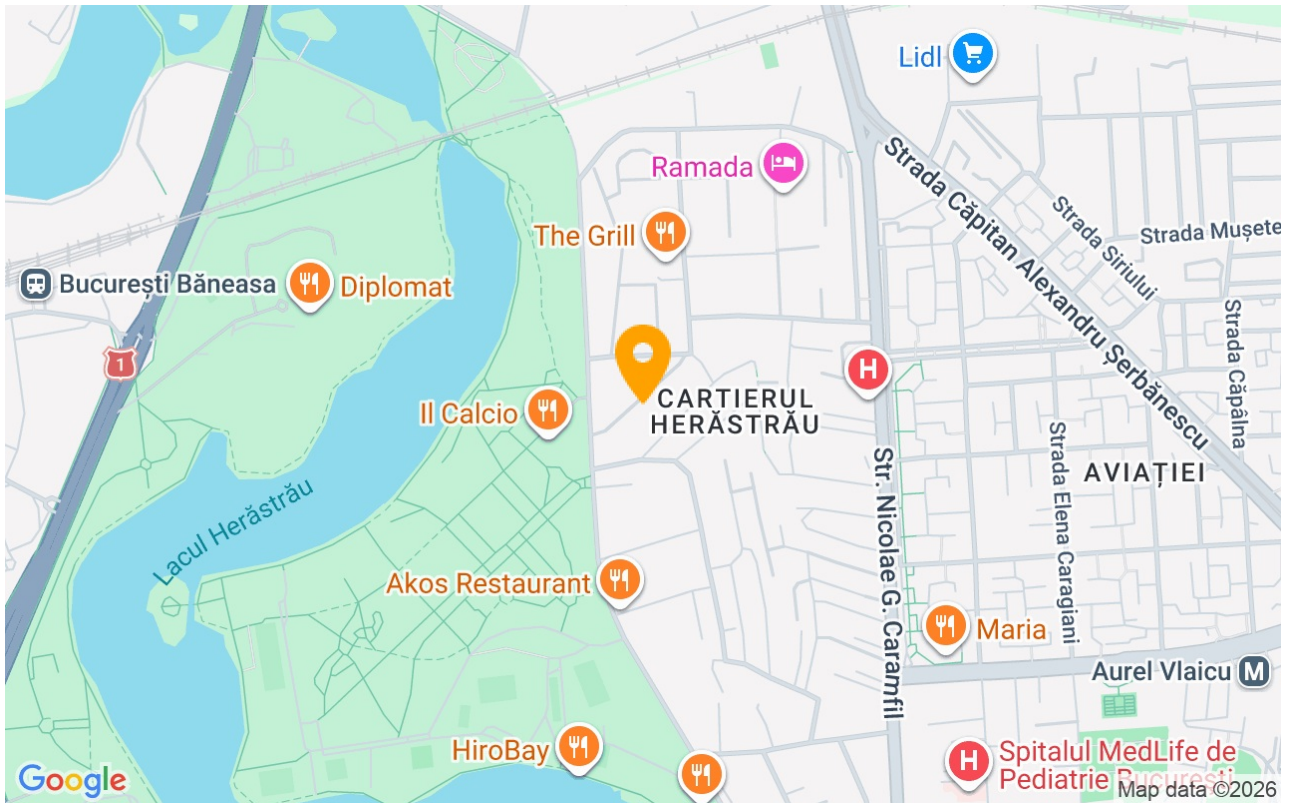 Lidl
Ramada
Strada Căpitan Alexandru Șerbănescu
Strada Siriului
Strada Mușete
The Grill
București Băneasa
Diplomat
Strada Căpâlna
1
H
Il Calcio
CARTIERUL
HERĂSTRĂU
Str. Nicolae G. Caramfil
Strada Elena Caragiani
AVIAȚIEI
Lacul Herăstrău
Akos Restaurant
Maria
Aurel Vlaicu M
HiroBay
H
Spitalul MedLife de
Pediatrie București
Google
Map data ©2026